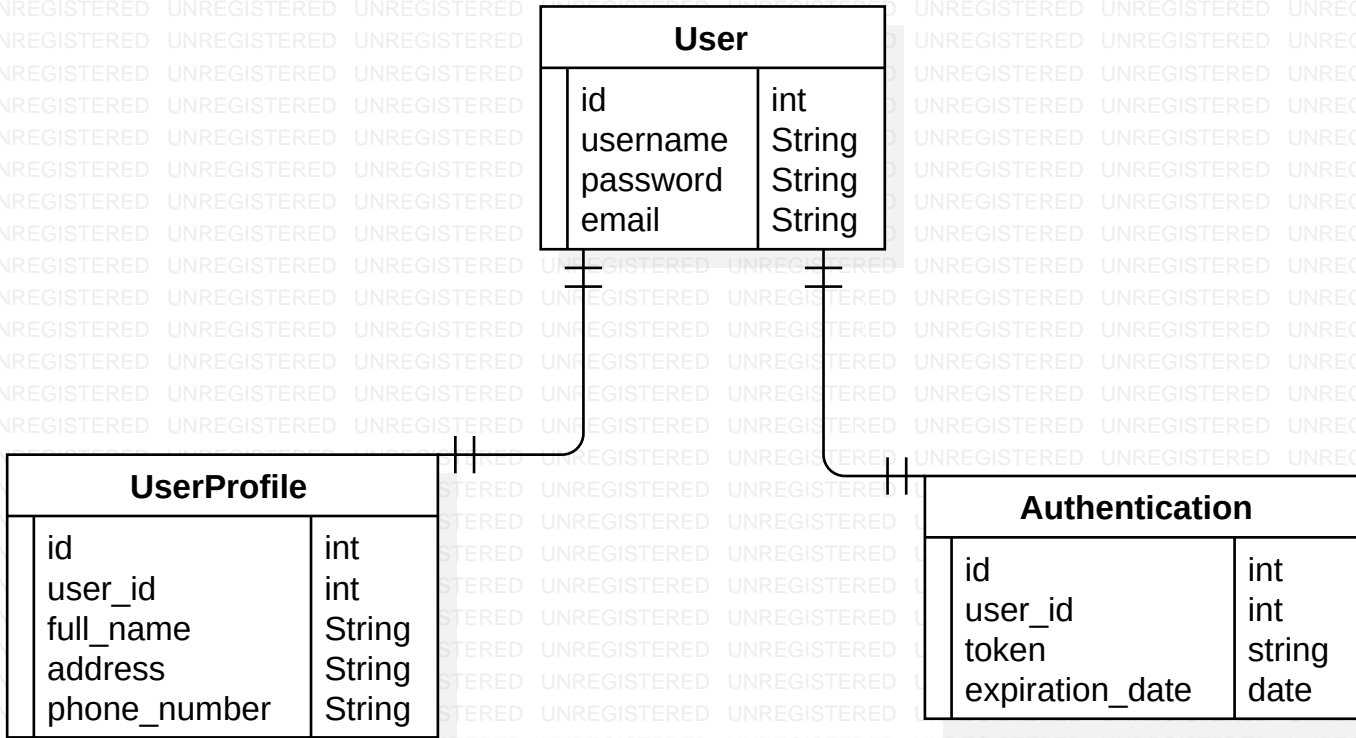 User
id int
username String
password String
email String
UserProfile
id int
user_id int
full_name String
address String
phone_number String
Authentication
id int
user_id int
token string
expiration_date date
UNREGISTERED